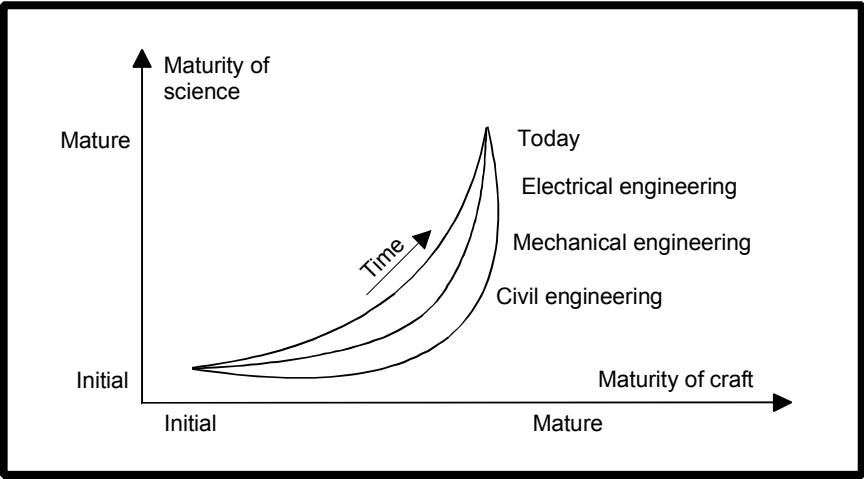 Maturity of
science
Mature
Today
Electrical engineering
Time
Mechanical engineering
Civil engineering
Initial
Maturity of craft
Initial
Mature